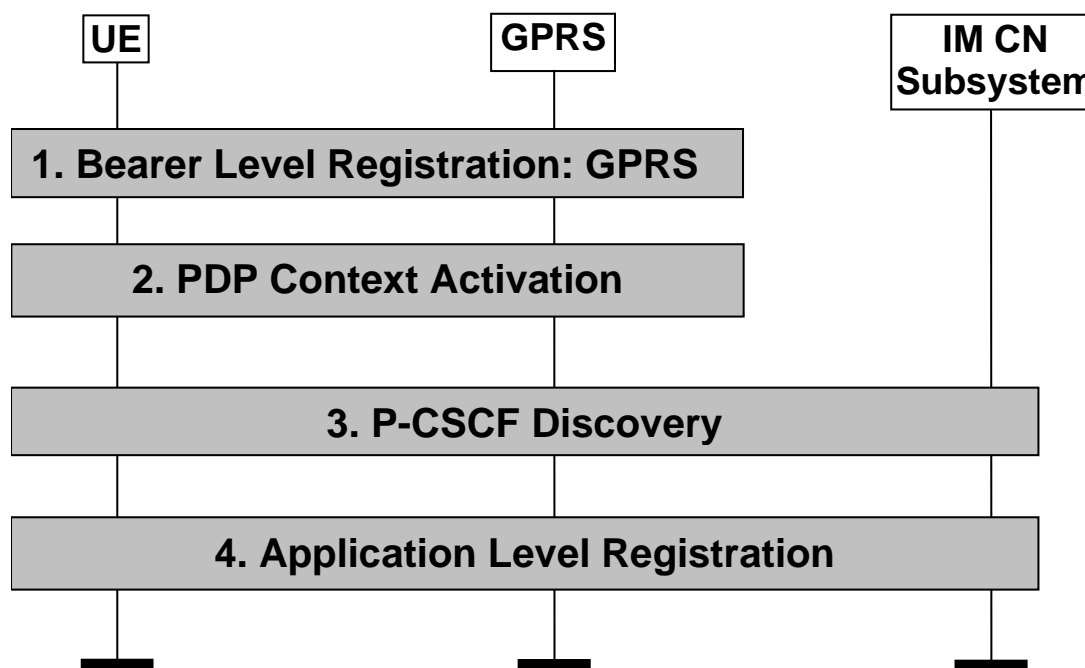 UE
GPRS
IM CN
Subsystem
1. Bearer Level Registration: GPRS
2. PDP Context Activation
3. P-CSCF Discovery
4. Application Level Registration